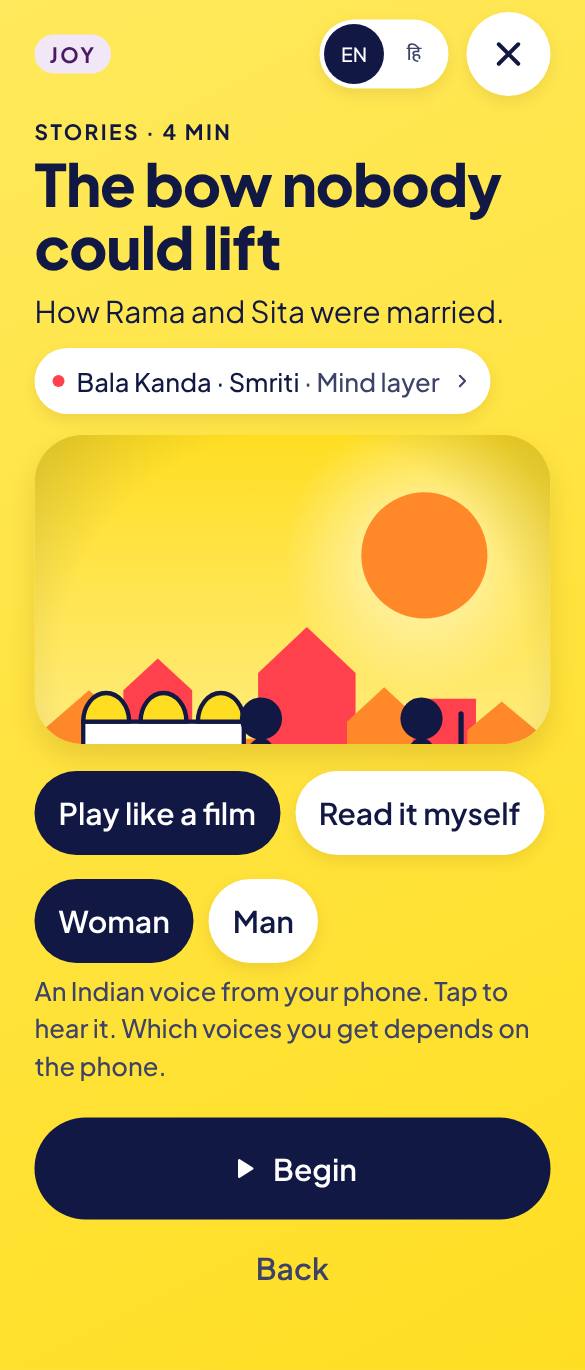 JOY
EN
हि
STORIES · 4 MIN
The bow nobody
could lift
How Rama and Sita were married.
Bala Kanda · Smriti · Mind layer
Play like a film
Read it myself
Woman
Man
An Indian voice from your phone. Tap to
hear it. Which voices you get depends on
the phone.
Begin
Back